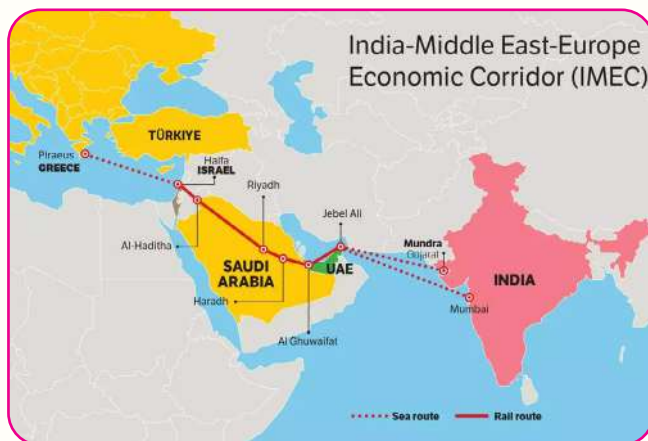 India-Middle East-Europe
Economic Corridor (IMEC)
TÜRKIYE
Piraeus
GREECE
Haifa
ISRAEL
Riyadh
Jebel Ali
Al-Haditha
Mundra
Gujarat
SAUDI
ARABIA
UAE
INDIA
Haradh
Mumbai
Al Ghuwaifat
Sea route
Rail route